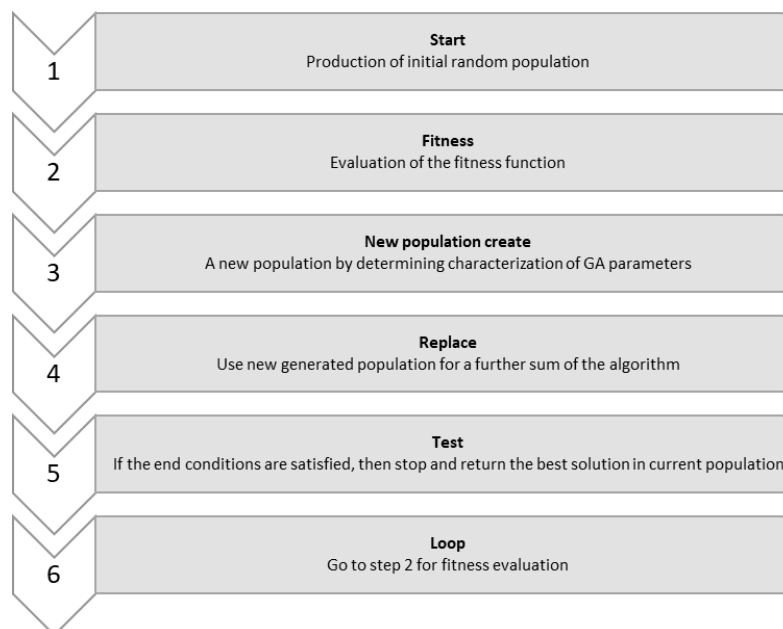 1
Start
Production of initial random population
2
Fitness
Evaluation of the fitness function
3
New population create
A new population by determining characterization of GA parameters
4
Replace
Use new generated population for a further sum of the algorithm
5
Test
If the end conditions are satisfied, then stop and return the best solution in current population
6
Loop
Go to step 2 for fitness evaluation